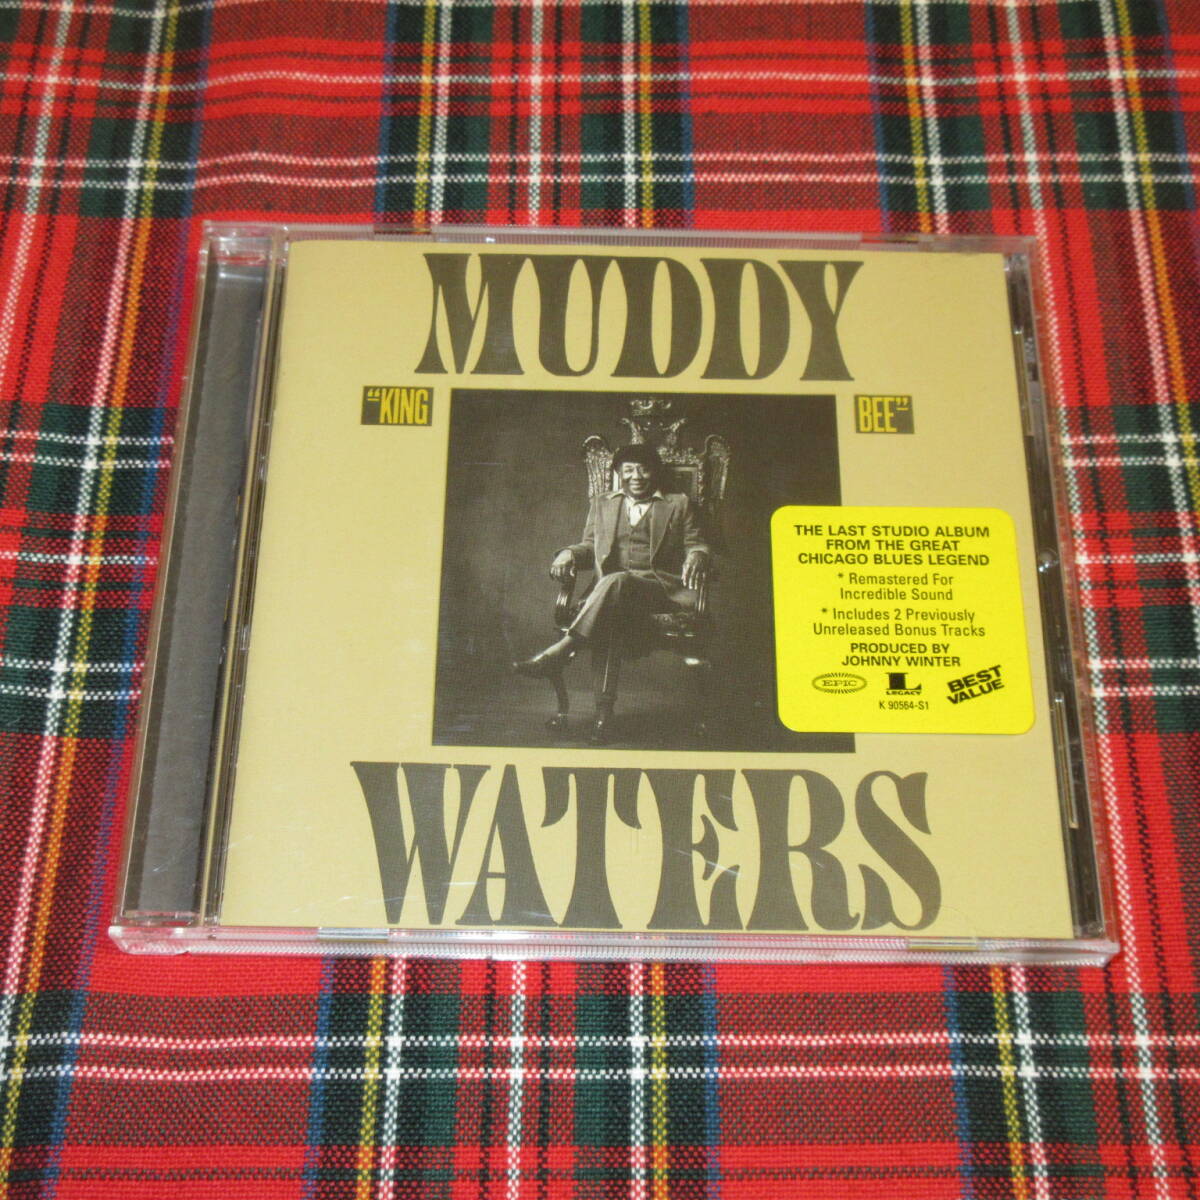 MUDDY
"KING
BEE"
THE LAST STUDIO ALBUM
FROM THE GREAT
CHICAGO BLUES LEGEND
* Remastered For
Incredible Sound
* Includes 2 Previously
Unreleased Bonus Tracks
PRODUCED BY
JOHNNY WINTER
EPIC
L
LEGACY
BEST
VALUE
K 90564-S1
WATERS